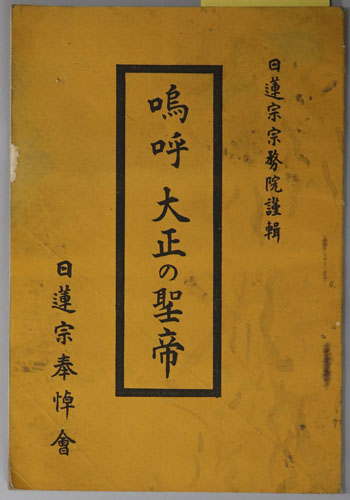 日蓮宗宗務院謹輯
嗚呼 大正の聖帝
日蓮宗奉悼會